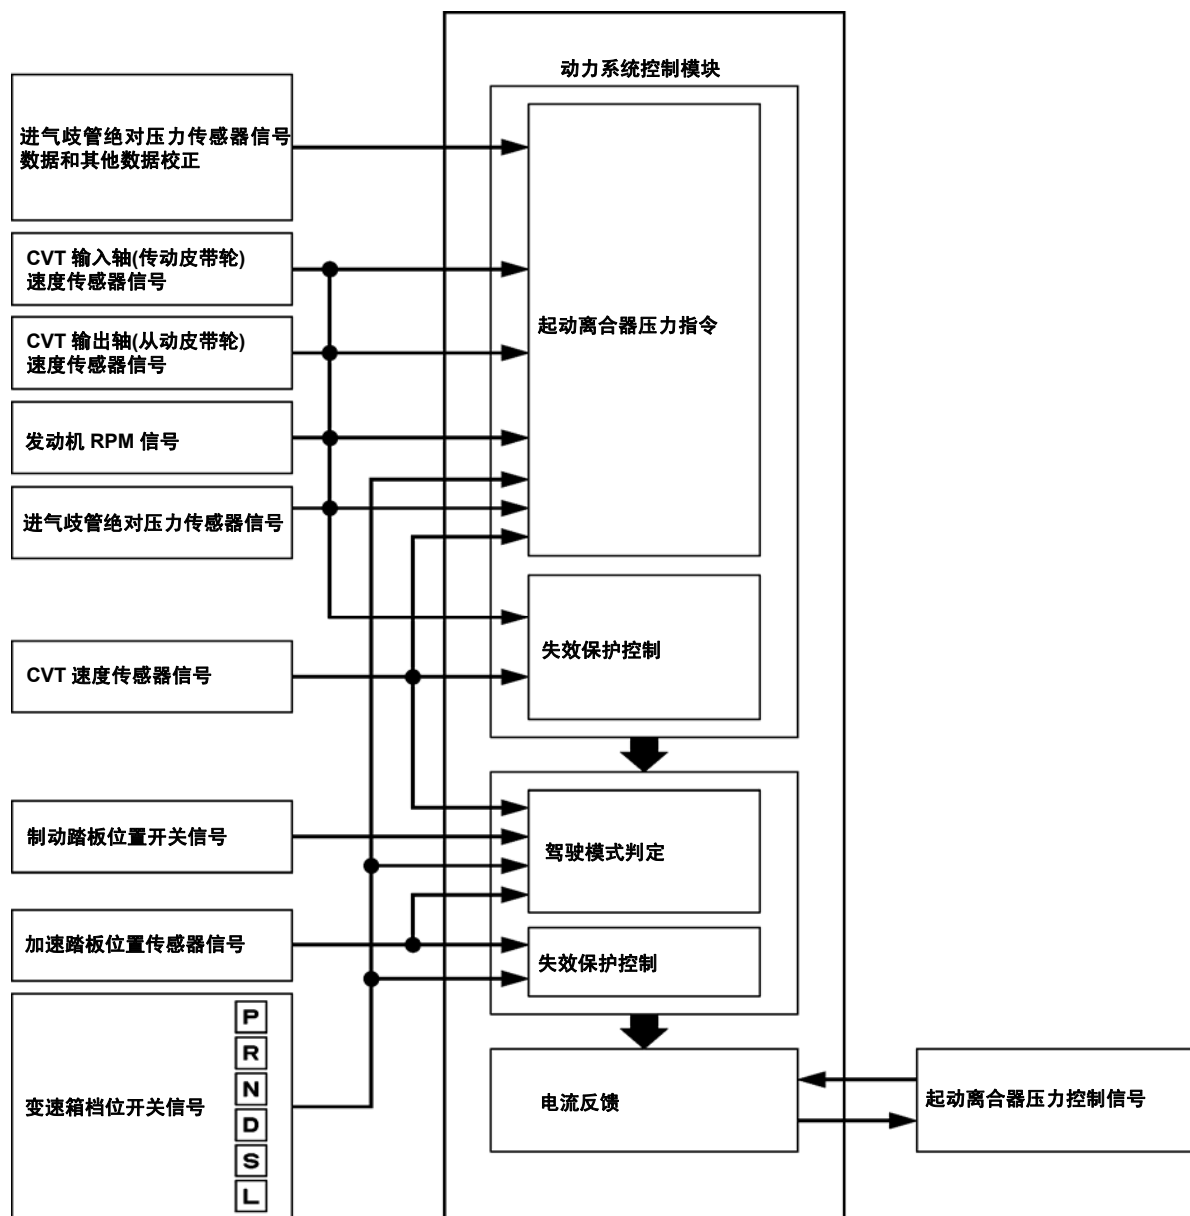 动力系统控制模块
进气歧管绝对压力传感器信号
数据和其他数据校正
CVT 输入轴(传动皮带轮)
速度传感器信号
CVT 输出轴(从动皮带轮)
速度传感器信号
发动机 RPM 信号
进气歧管绝对压力传感器信号
CVT 速度传感器信号
制动踏板位置开关信号
加速踏板位置传感器信号
变速箱档位开关信号
P
R
N
D
S
L
起动离合器压力指令
失效保护控制
驾驶模式判定
失效保护控制
电流反馈
起动离合器压力控制信号